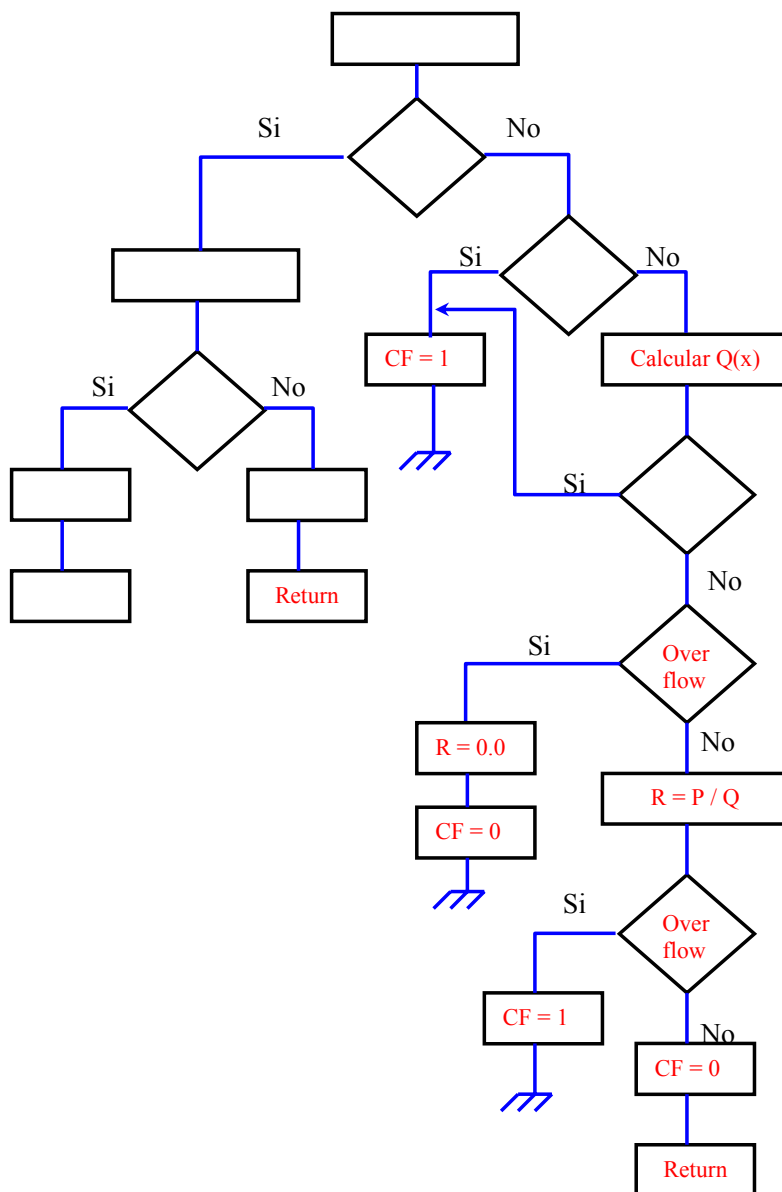 Si
No
Si
No
CF = 1
Calcular Q(x)
Si
No
Si
No
Return
Si
Over
flow
No
R = 0.0
R = P / Q
CF = 0
Si
Over
flow
CF = 1
No
CF = 0
Return